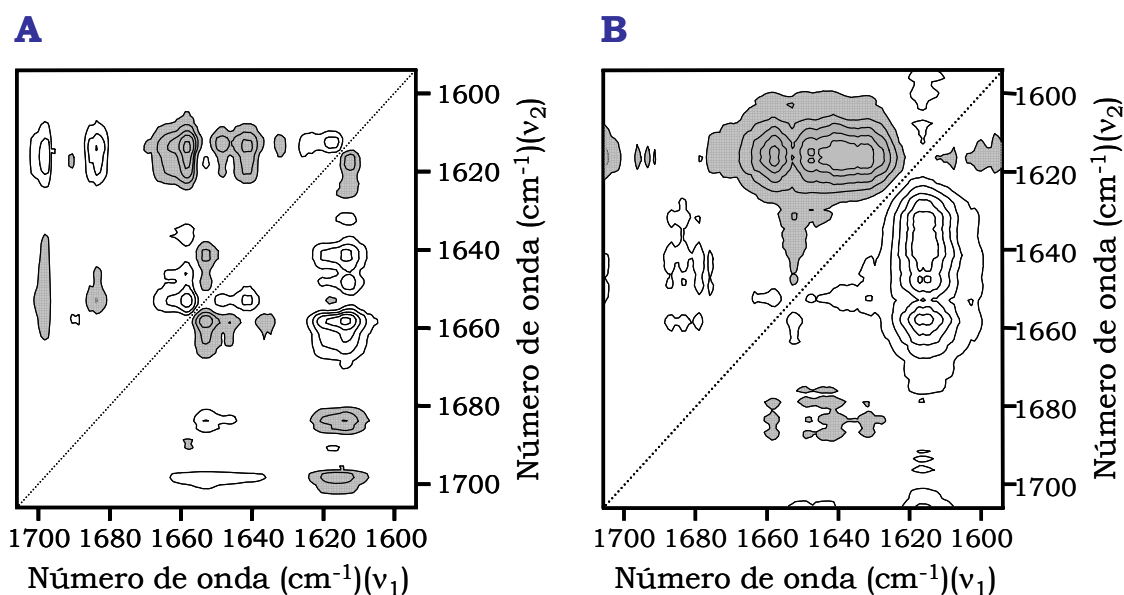 A
B
1600
1620
1640
1660
1680
1700
Número de onda (cm⁻¹)(ν₂)
1700 1680 1660 1640 1620 1600
Número de onda (cm⁻¹)(ν₁)
1600
1620
1640
1660
1680
1700
Número de onda (cm⁻¹)(ν₂)
1700 1680 1660 1640 1620 1600
Número de onda (cm⁻¹)(ν₁)